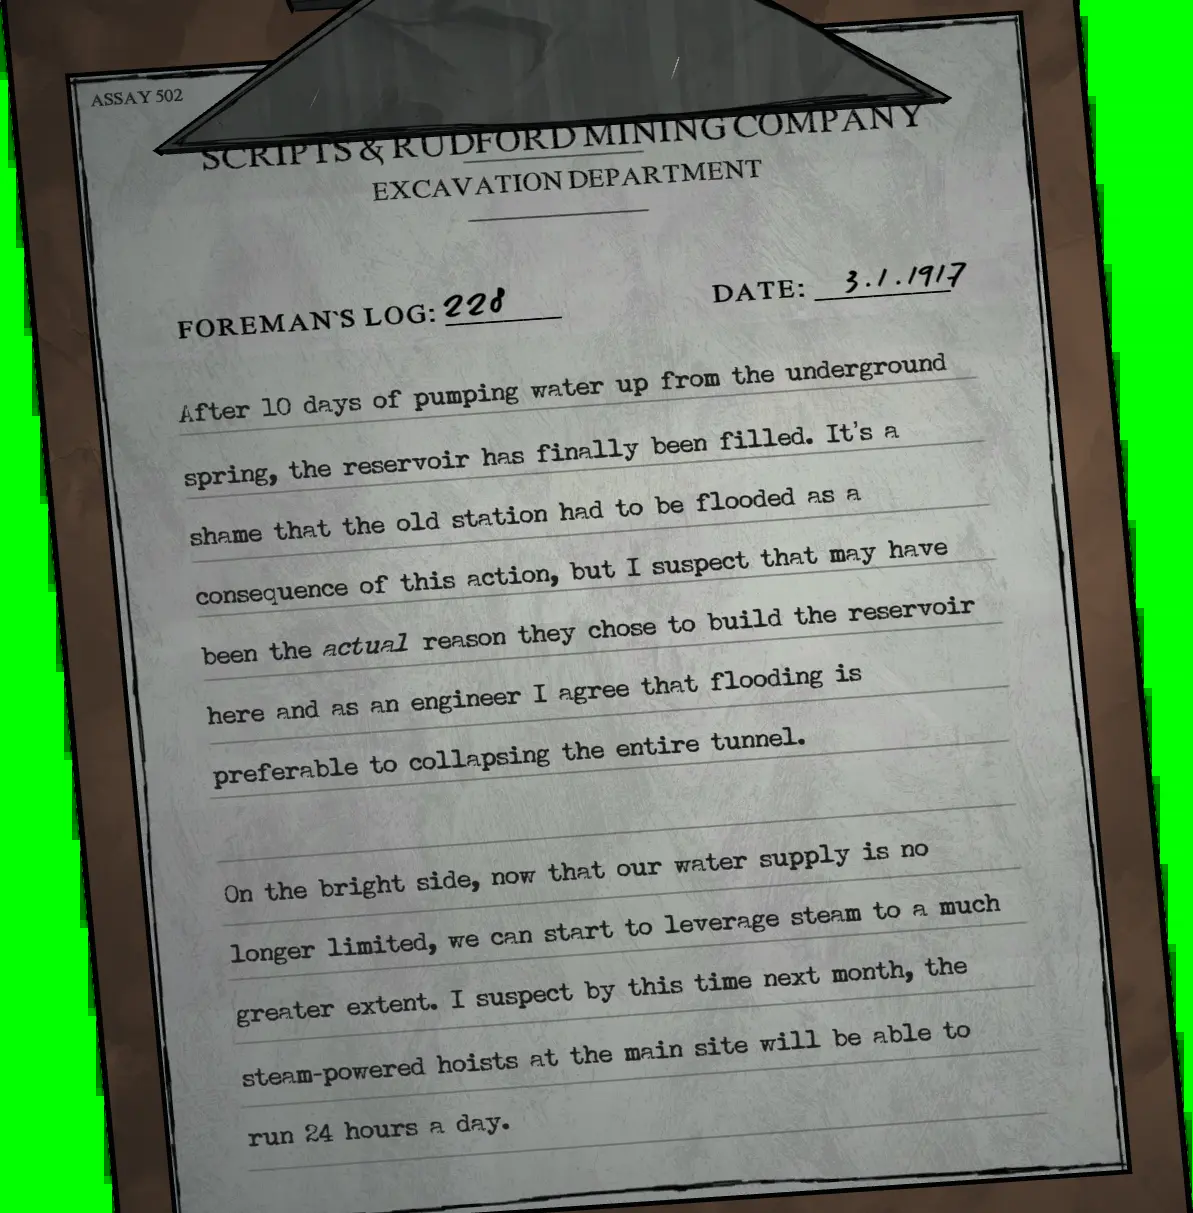 ASSAY 502
SCRIPTS & RUDFORD MINING COMPANY
EXCAVATION DEPARTMENT
FOREMAN'S LOG: 228
DATE: 3.1.1917
After 10 days of pumping water up from the underground
spring, the reservoir has finally been filled. It's a
shame that the old station had to be flooded as a
consequence of this action, but I suspect that may have
been the actual reason they chose to build the reservoir
here and as an engineer I agree that flooding is
preferable to collapsing the entire tunnel.
On the bright side, now that our water supply is no
longer limited, we can start to leverage steam to a much
greater extent. I suspect by this time next month, the
steam-powered hoists at the main site will be able to
run 24 hours a day.